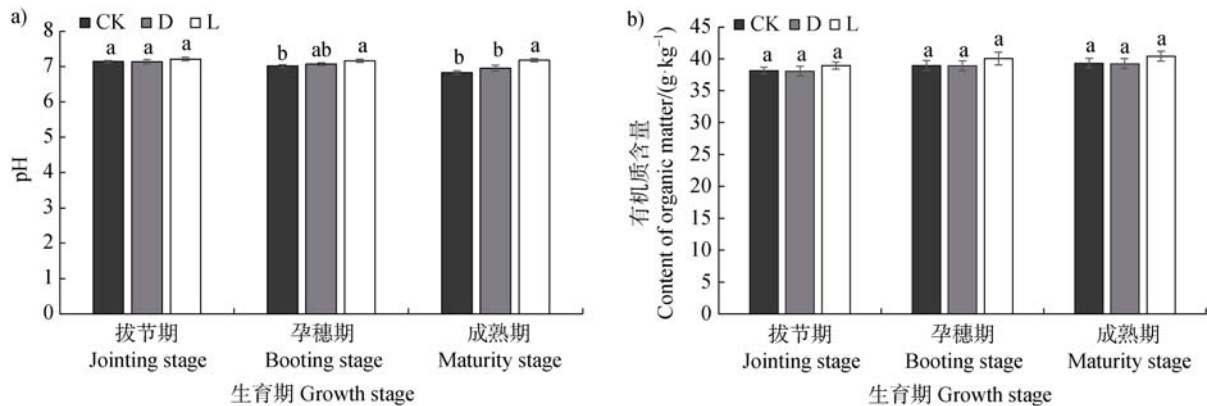 a)
CK D L
8
7
6
5
4
3
2
1
0
pH
a a a
b ab a
b b a
拔节期
Jointing stage
孕穗期
Booting stage
成熟期
Maturity stage
生育期 Growth stage
b)
CK D L
45
40
35
30
25
20
15
10
5
0
有机质含量
Content of organic matter/(g·kg⁻¹)
a a a
a a a
a a a
拔节期
Jointing stage
孕穗期
Booting stage
成熟期
Maturity stage
生育期 Growth stage